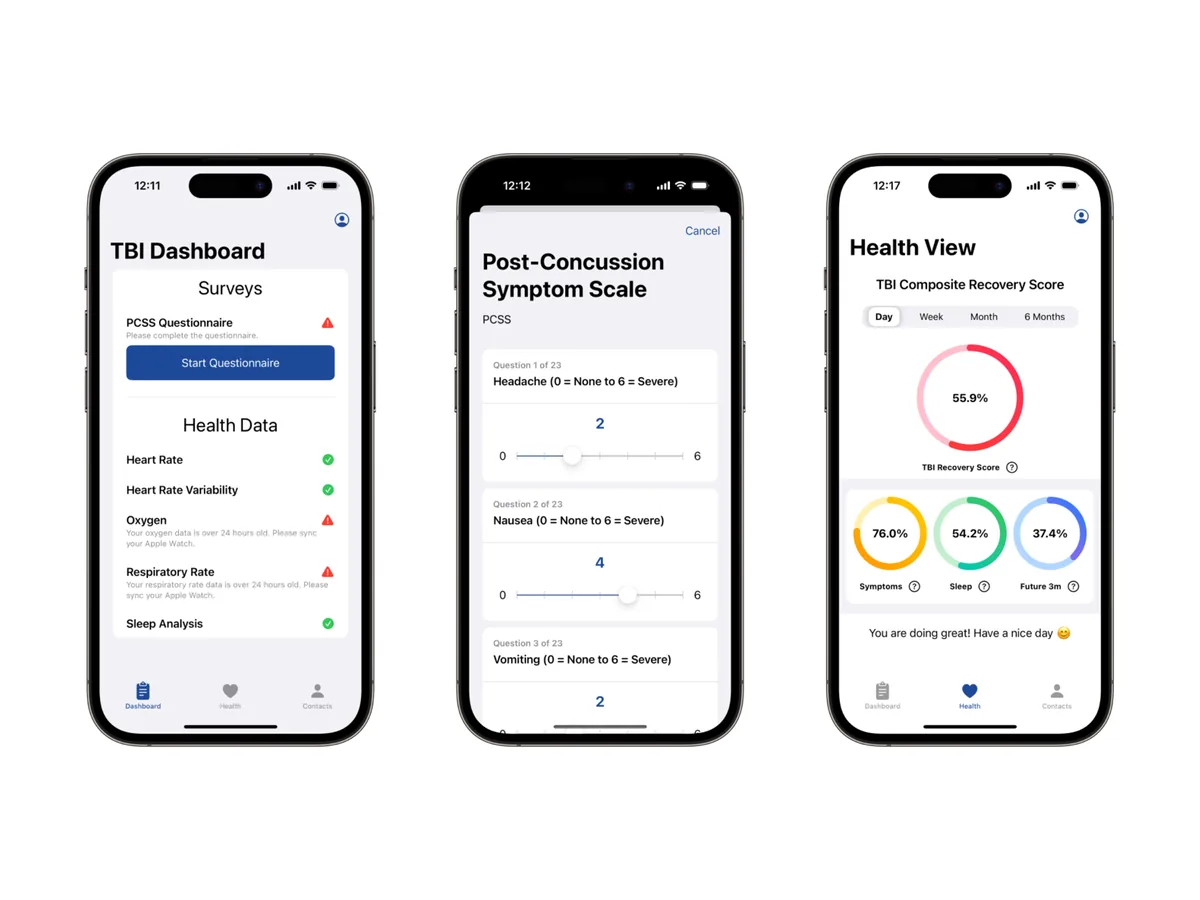 12:11
TBI Dashboard
Surveys
PCSS Questionnaire
Please complete the questionnaire.
Start Questionnaire
Health Data
Heart Rate
Heart Rate Variability
Oxygen
Your oxygen data is over 24 hours old. Please sync
your Apple Watch.
Respiratory Rate
Your respiratory rate data is over 24 hours old. Please
sync your Apple Watch.
Sleep Analysis
Dashboard
Health
Contacts
12:12
Cancel
Post-Concussion
Symptom Scale
PCSS
Question 1 of 23
Headache (0 = None to 6 = Severe)
2
0 6
Question 2 of 23
Nausea (0 = None to 6 = Severe)
4
0 6
Question 3 of 23
Vomiting (0 = None to 6 = Severe)
2
12:17
Health View
TBI Composite Recovery Score
Day Week Month 6 Months
55.9%
TBI Recovery Score ?
76.0% 54.2% 37.4%
Symptoms ? Sleep ? Future 3m ?
You are doing great! Have a nice day 😊
Dashboard
Health
Contacts